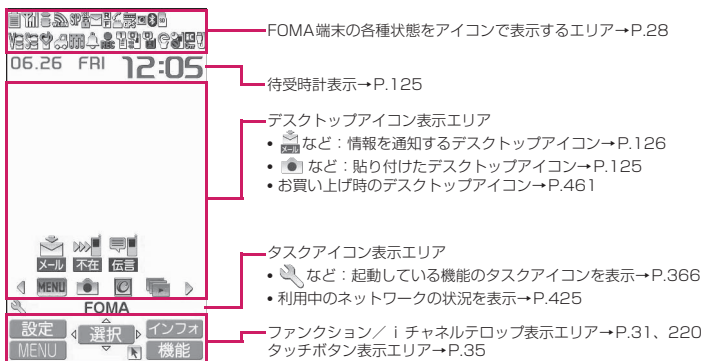 FOMA端末の各種状態をアイコンで表示するエリア→P.28
06.26 FRI 12:05
待受時計表示→P.125
デスクトップアイコン表示エリア
• メールなど：情報を通知するデスクトップアイコン→P.126
• など：貼り付けたデスクトップアイコン→P.125
• お買い上げ時のデスクトップアイコン→P.461
メール 不在 伝言
MENU
タスクアイコン表示エリア
• など：起動している機能のタスクアイコンを表示→P.366
• 利用中のネットワークの状況を表示→P.425
FOMA
設定 選択 インフォ
MENU 機能
ファンクション／ｉチャネルテロップ表示エリア→P.31、220
タッチボタン表示エリア→P.35